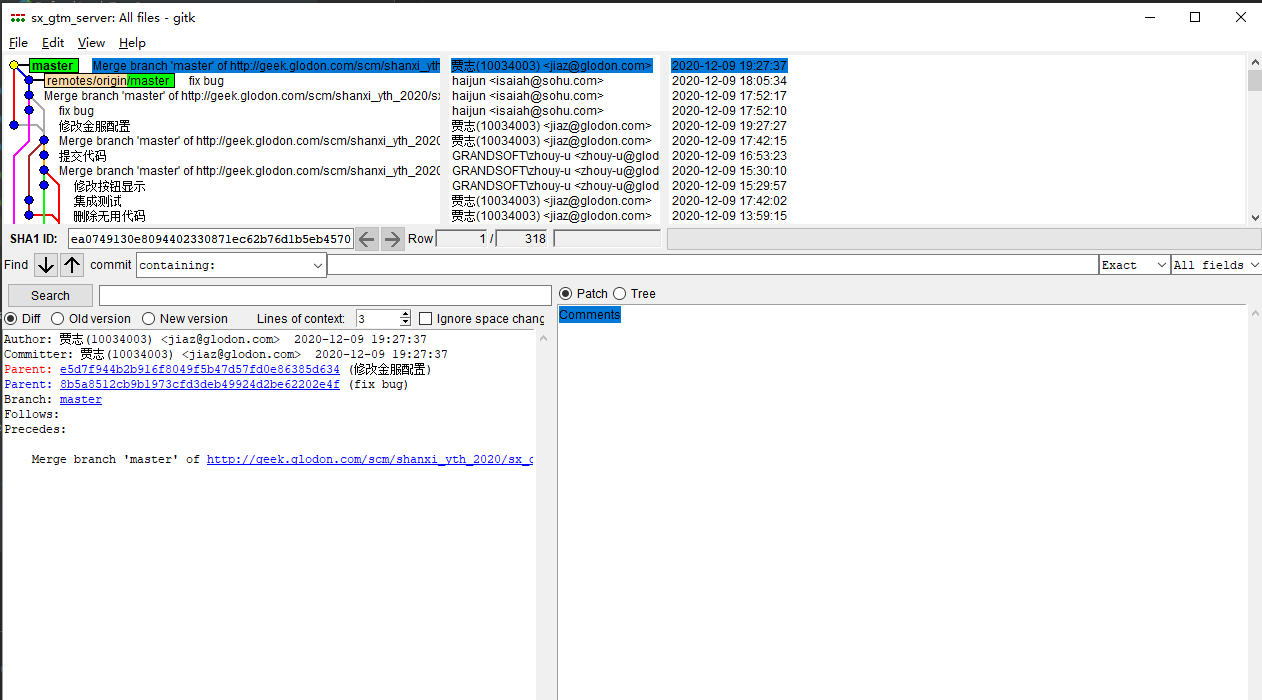 sx_gtm_server: All files - gitk
File Edit View Help
master Merge branch 'master' of http://geek.glodon.com/scm/shanxi_yth 贾志(10034003) <jiaz@glodon.com> 2020-12-09 19:27:37
remotes/origin/master fix bug haijun <isaiah@sohu.com> 2020-12-09 18:05:34
Merge branch 'master' of http://geek.glodon.com/scm/shanxi_yth_2020/sx haijun <isaiah@sohu.com> 2020-12-09 17:52:17
fix bug haijun <isaiah@sohu.com> 2020-12-09 17:52:10
修改金服配置 贾志(10034003) <jiaz@glodon.com> 2020-12-09 19:27:27
Merge branch 'master' of http://geek.glodon.com/scm/shanxi_yth_2020 贾志(10034003) <jiaz@glodon.com> 2020-12-09 17:42:15
提交代码 GRANDSOFT\zhouy-u <zhouy-u@glod 2020-12-09 16:53:23
Merge branch 'master' of http://geek.glodon.com/scm/shanxi_yth_2020 GRANDSOFT\zhouy-u <zhouy-u@glod 2020-12-09 15:30:10
修改按钮显示 GRANDSOFT\zhouy-u <zhouy-u@glod 2020-12-09 15:29:57
集成测试 贾志(10034003) <jiaz@glodon.com> 2020-12-09 17:42:02
删除无用代码 贾志(10034003) <jiaz@glodon.com> 2020-12-09 13:59:15
SHA1 ID: ea0749130e8094402330871ec62b76d1b5eb4570 Row 1 / 318
Find commit containing: Exact All fields
Search Patch Tree
Diff Old version New version Lines of context: 3 Ignore space chang
Comments
Author: 贾志(10034003) <jiaz@glodon.com> 2020-12-09 19:27:37
Committer: 贾志(10034003) <jiaz@glodon.com> 2020-12-09 19:27:37
Parent: e5d7f944b2b916f8049f5b47d57fd0e86385d634 (修改金服配置)
Parent: 8b5a8512cb9b1973cfd3deb49924d2be62202e4f (fix bug)
Branch: master
Follows:
Precedes:
Merge branch 'master' of http://geek.glodon.com/scm/shanxi_yth_2020/sx_g